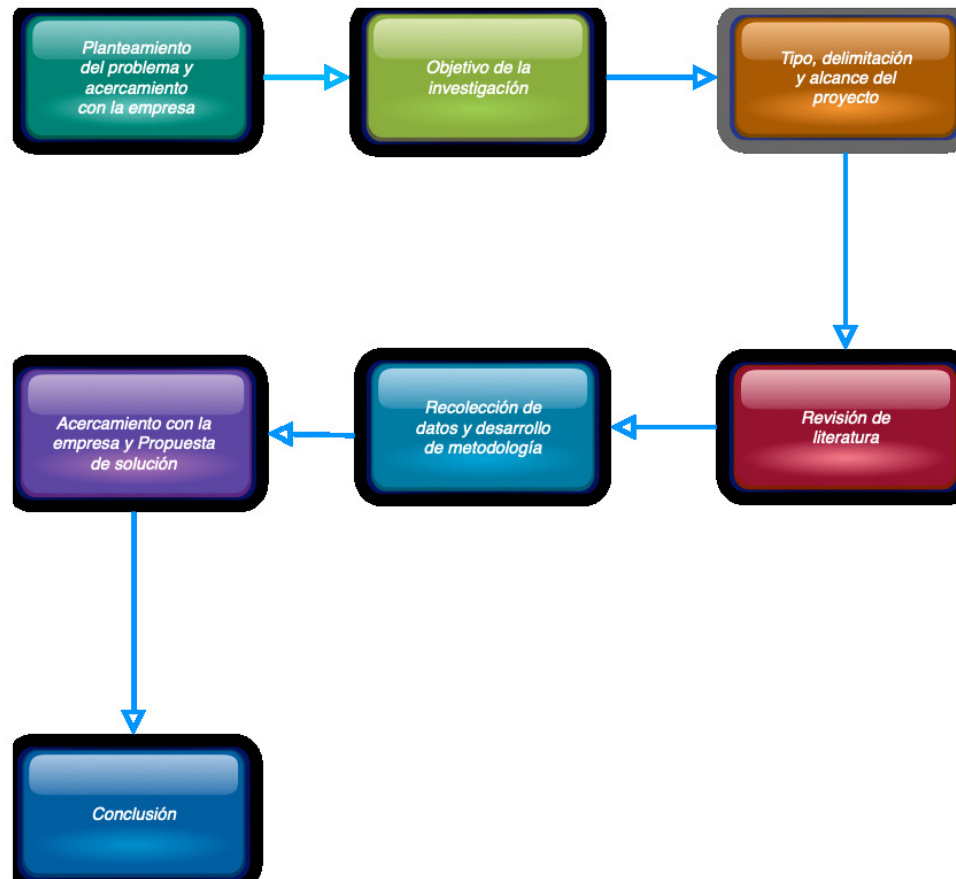 Planteamiento
del problema y
acercamiento
con la empresa
Objetivo de la
investigación
Tipo, delimitación
y alcance del
proyecto
Revisión de
literatura
Recolección de
datos y desarrollo
de metodología
Acercamiento con la
empresa y Propuesta
de solución
Conclusión